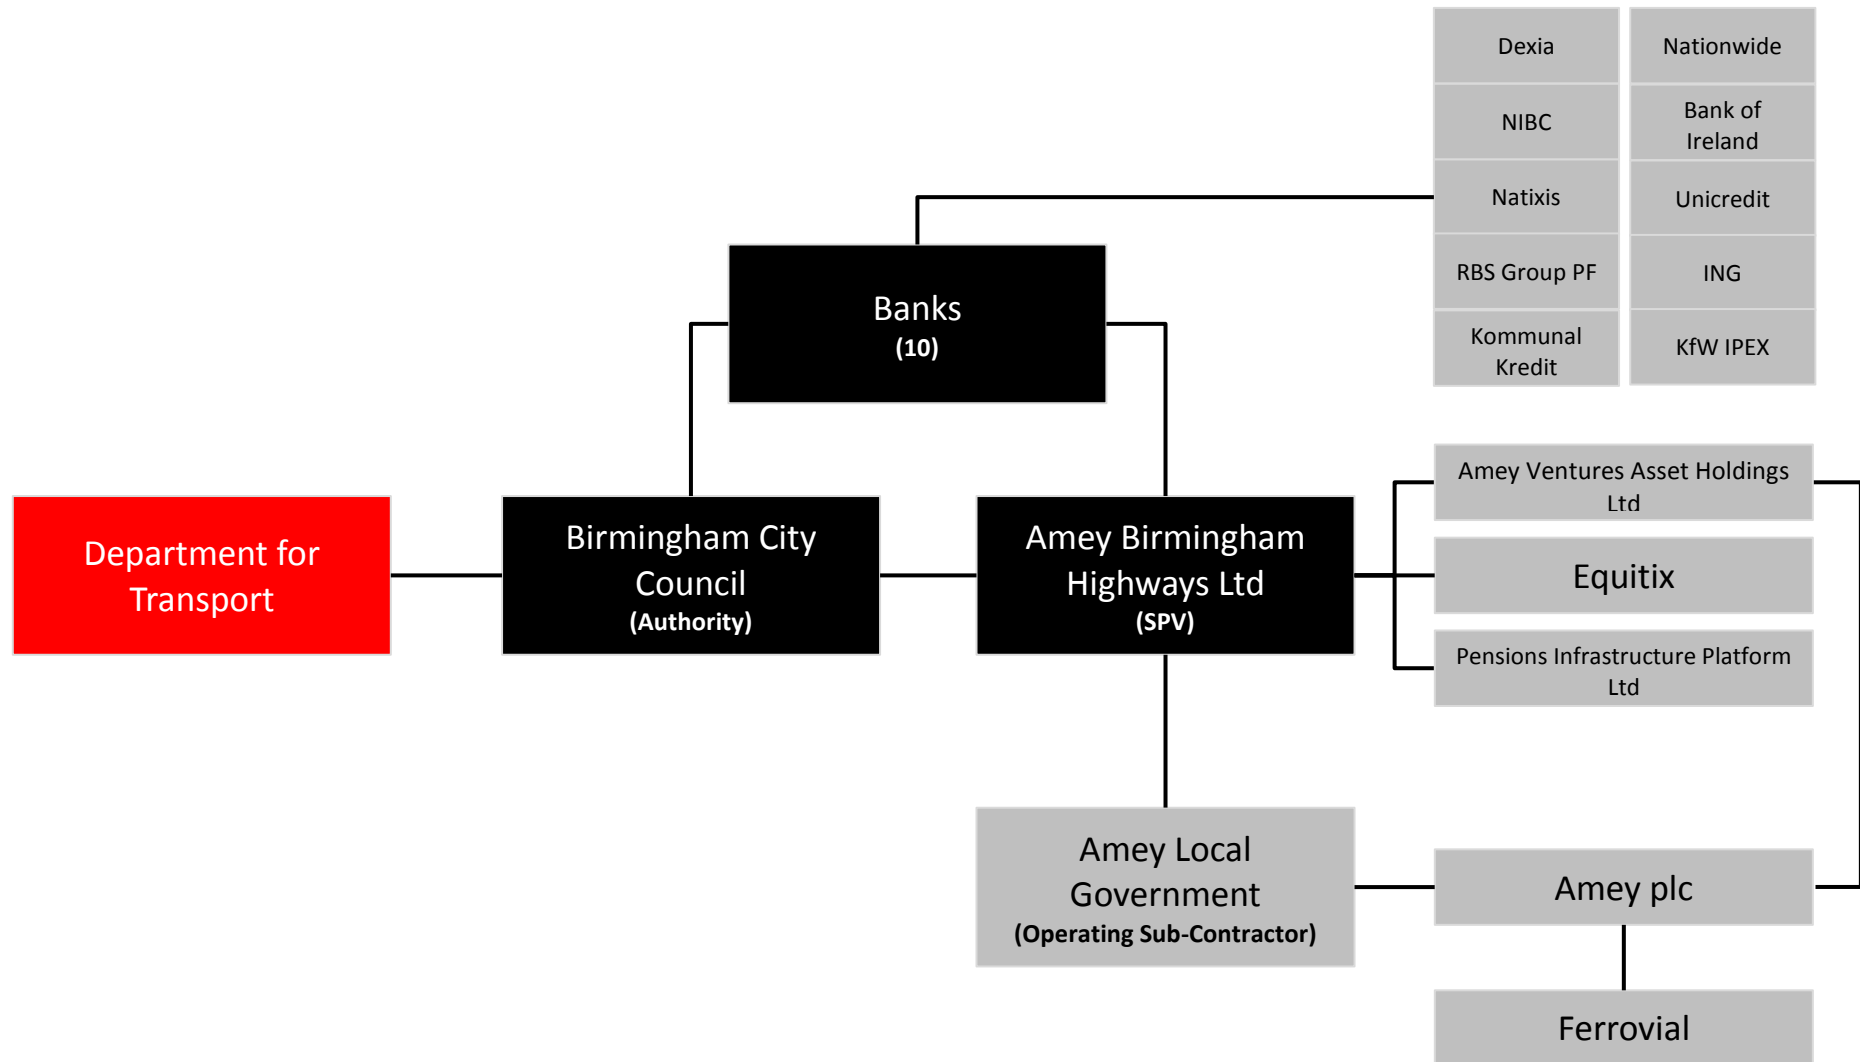 Dexia
Nationwide
NIBC
Bank of
Ireland
Natixis
Unicredit
RBS Group PF
ING
Kommunal
Kredit
KfW IPEX
Banks
(10)
Amey Ventures Asset Holdings
Ltd
Department for
Transport
Birmingham City
Council
(Authority)
Amey Birmingham
Highways Ltd
(SPV)
Equitix
Pensions Infrastructure Platform
Ltd
Amey Local
Government
(Operating Sub-Contractor)
Amey plc
Ferrovial